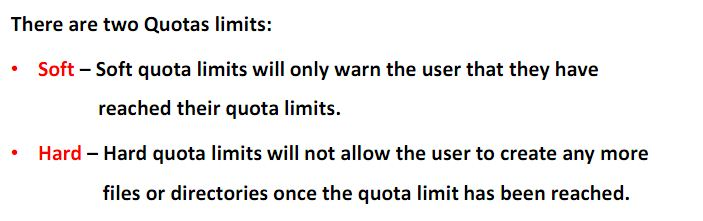 There are two Quotas limits:
• Soft – Soft quota limits will only warn the user that they have
reached their quota limits.
• Hard – Hard quota limits will not allow the user to create any more
files or directories once the quota limit has been reached.